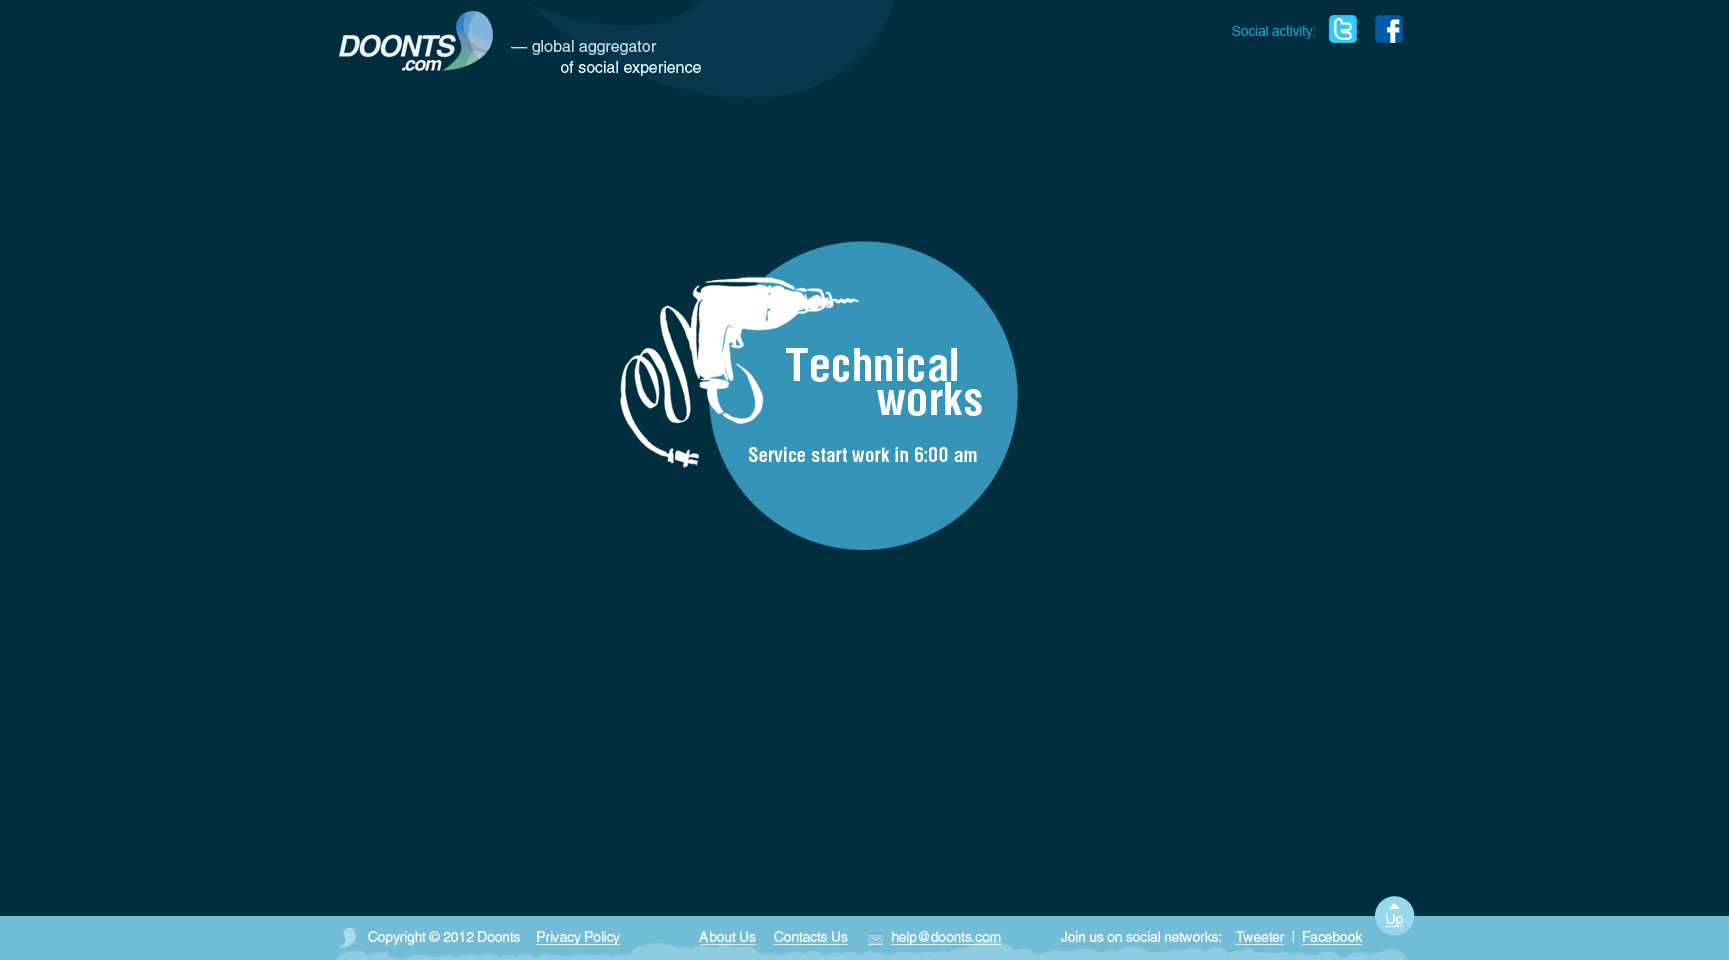 DOONTS
.com
— global aggregator
of social experience
Social activity:
Technical
works
Service start work in 6:00 am
Up
Copyright © 2012 Doonts Privacy Policy About Us Contacts Us help@doonts.com Join us on social networks: Tweeter | Facebook